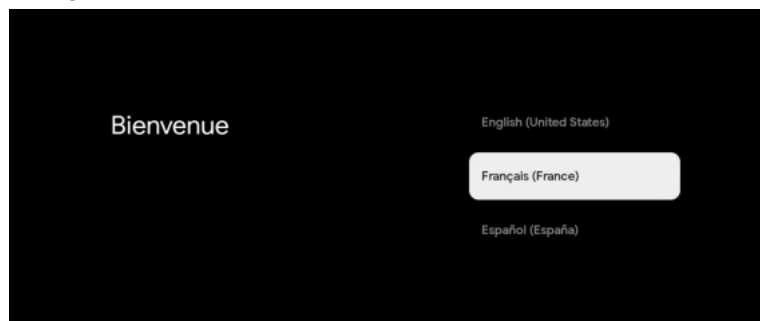 Bienvenue
English (United States)
Français (France)
Español (España)